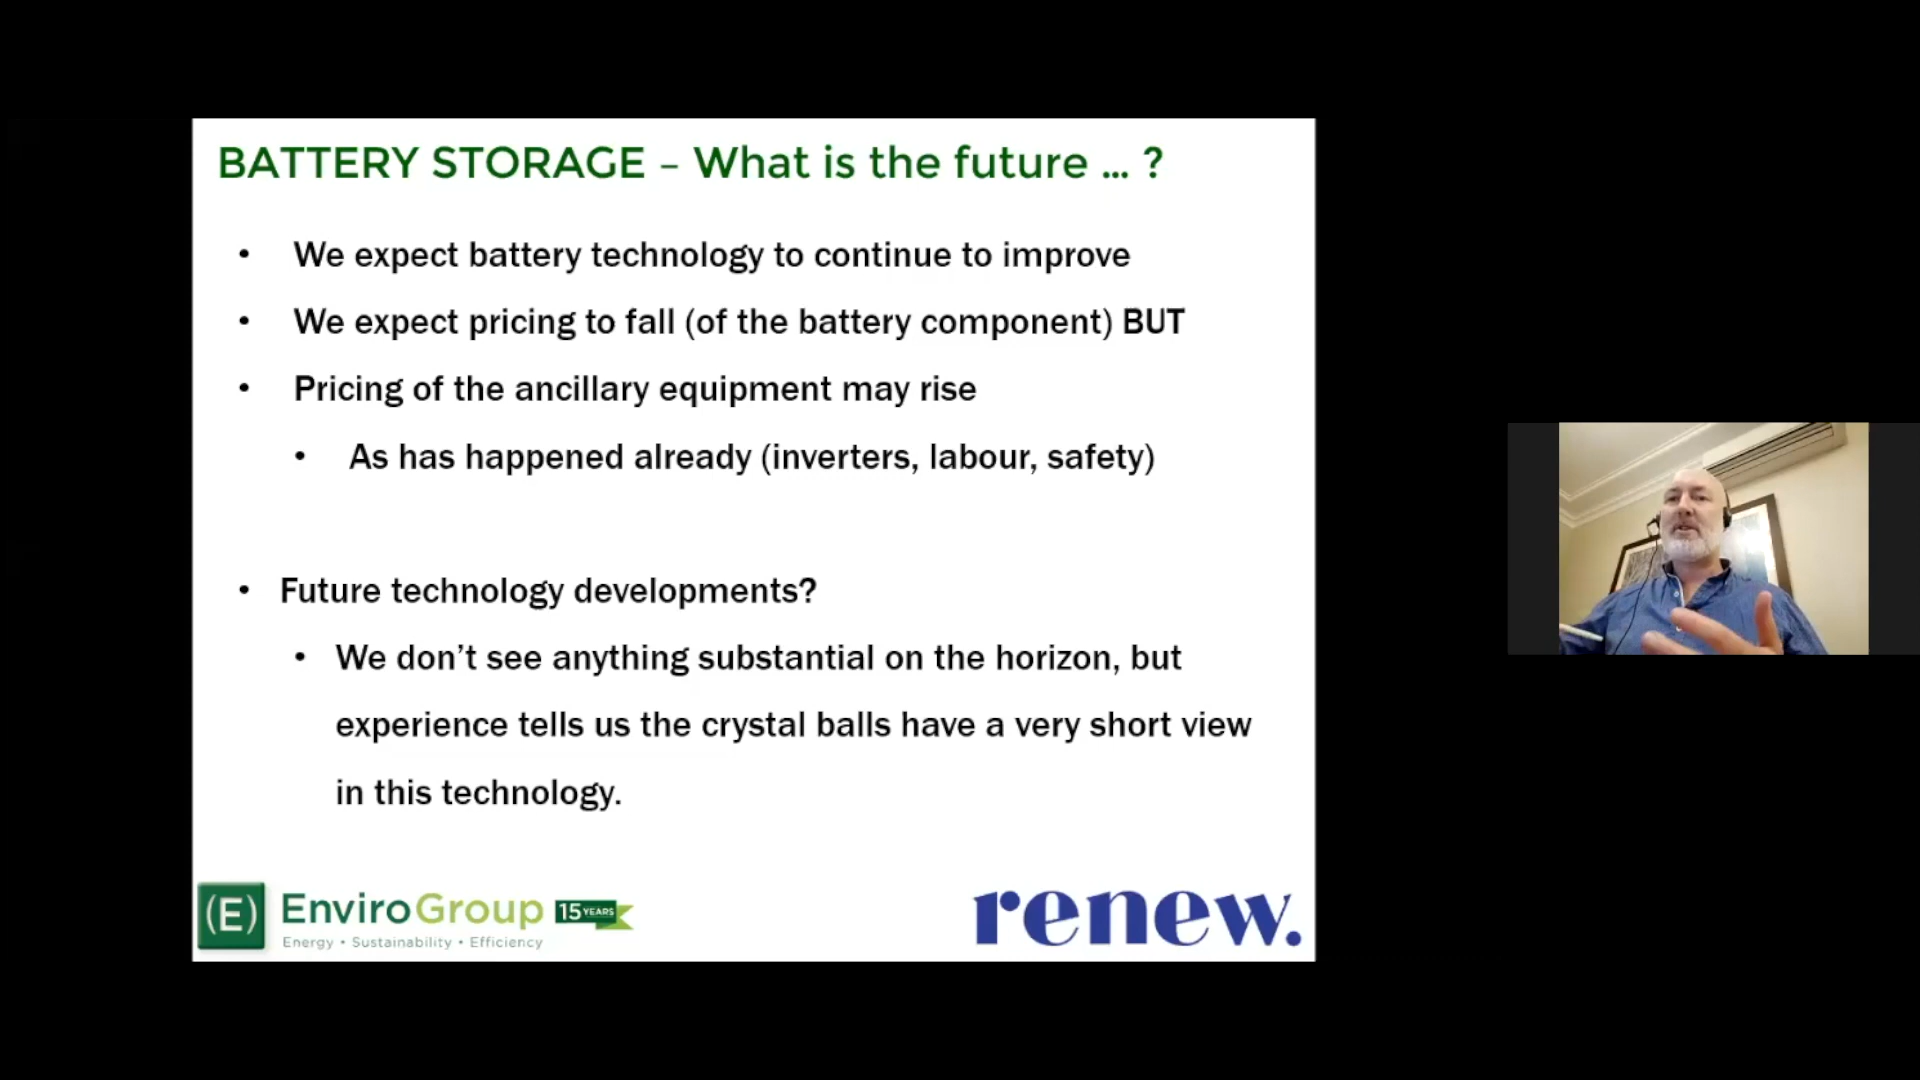 BATTERY STORAGE – What is the future ... ?
• We expect battery technology to continue to improve
• We expect pricing to fall (of the battery component) BUT
• Pricing of the ancillary equipment may rise
• As has happened already (inverters, labour, safety)
• Future technology developments?
• We don’t see anything substantial on the horizon, but
experience tells us the crystal balls have a very short view
in this technology.
(E) EnviroGroup 15 YEARS
Energy • Sustainability • Efficiency
renew.